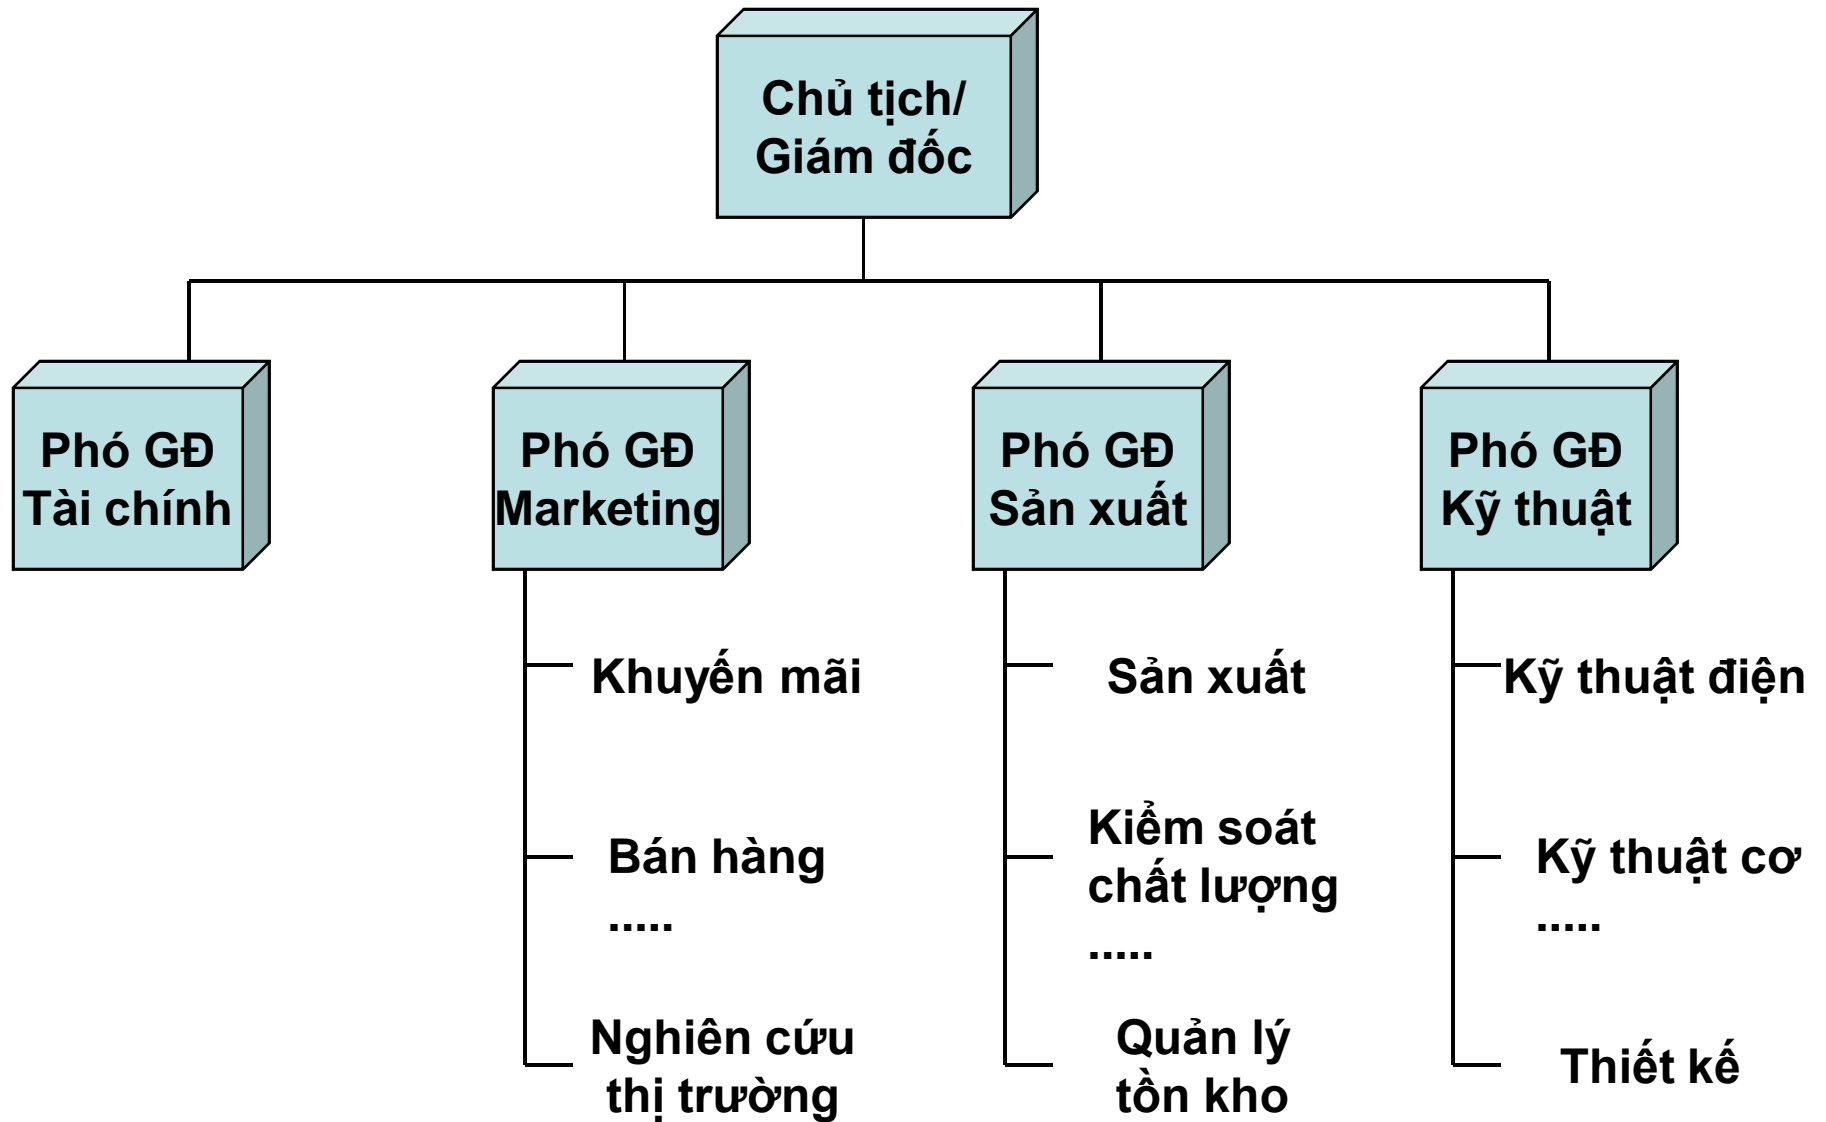 Chủ tịch/
Giám đốc
Phó GĐ
Tài chính
Phó GĐ
Marketing
Phó GĐ
Sản xuất
Phó GĐ
Kỹ thuật
Khuyến mãi
Bán hàng
.....
Nghiên cứu
thị trường
Sản xuất
Kiểm soát
chất lượng
.....
Quản lý
tồn kho
Kỹ thuật điện
Kỹ thuật cơ
.....
Thiết kế